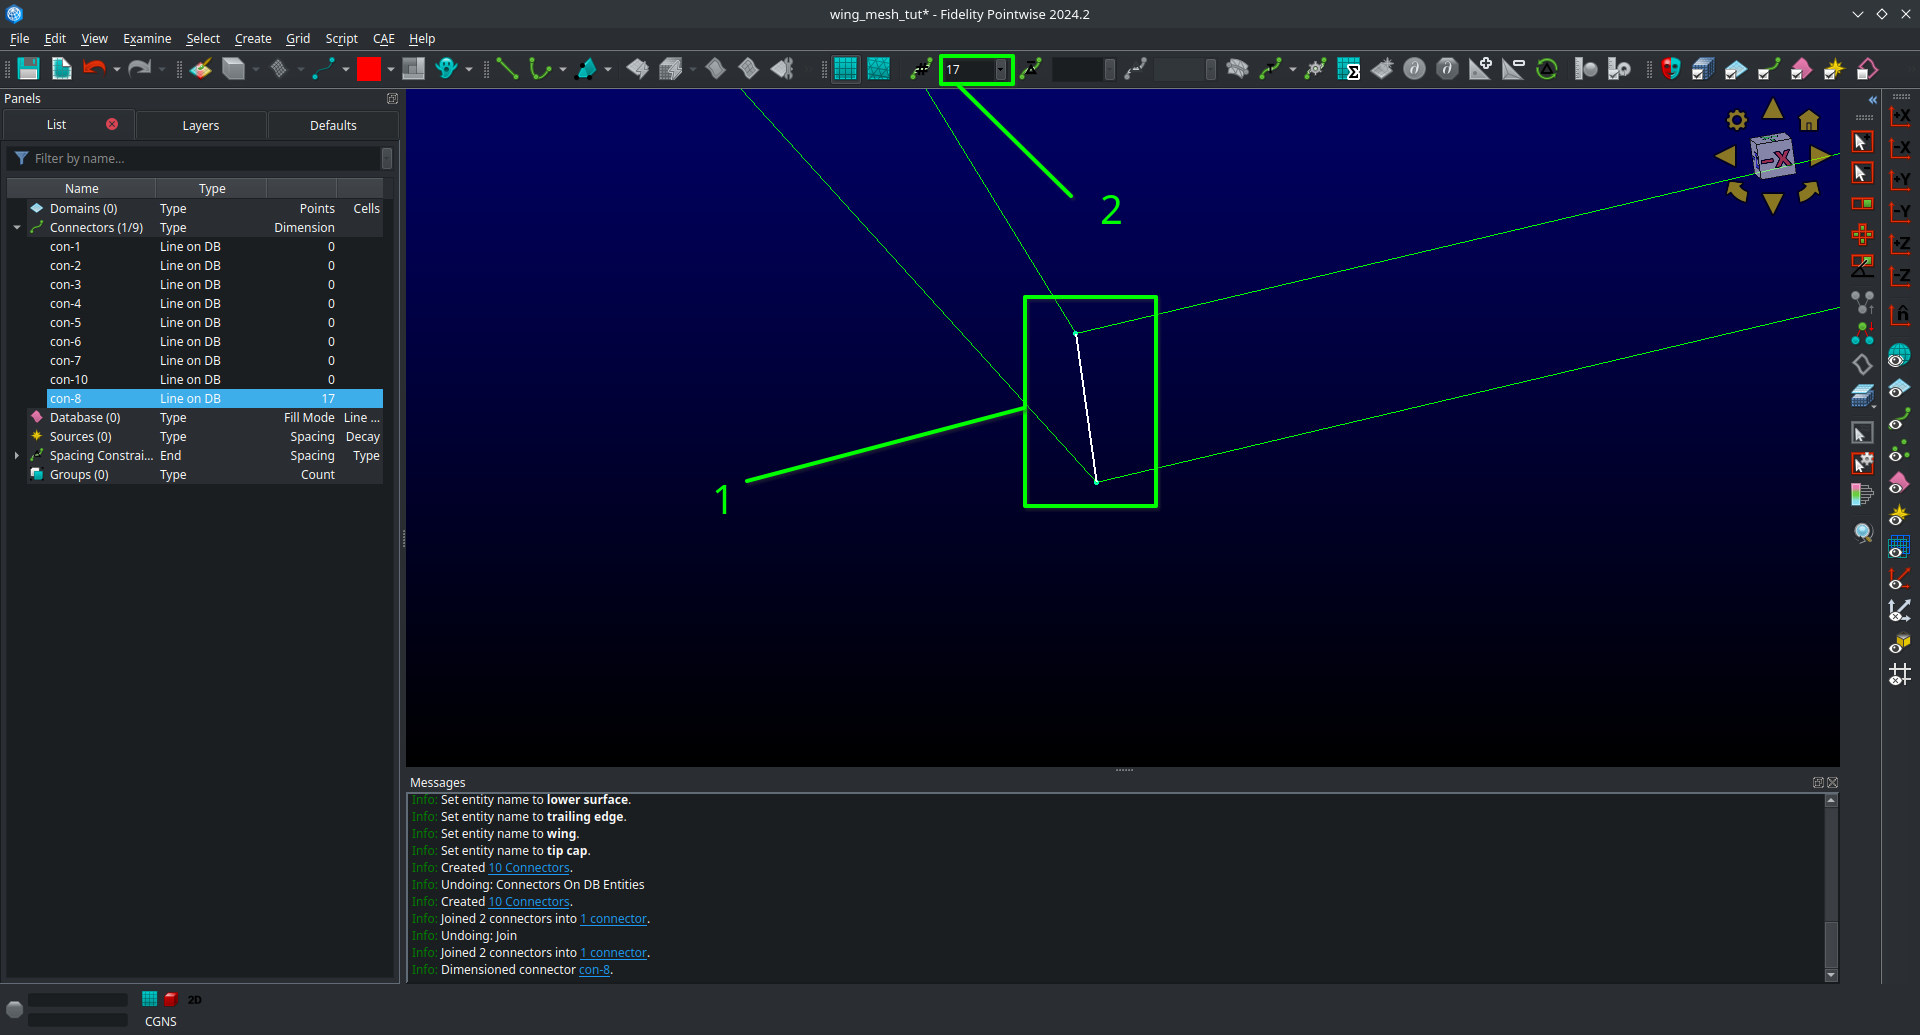 wing_mesh_tut* - Fidelity Pointwise 2024.2
File Edit View Examine Select Create Grid Script CAE Help
17
Panels
List Layers Defaults
Filter by name...
Name Type
Domains (0) Type Points Cells
Connectors (1/9) Type Dimension
con-1 Line on DB 0
con-2 Line on DB 0
con-3 Line on DB 0
con-4 Line on DB 0
con-5 Line on DB 0
con-6 Line on DB 0
con-7 Line on DB 0
con-10 Line on DB 0
con-8 Line on DB 17
Database (0) Type Fill Mode Line ...
Sources (0) Type Spacing Decay
Spacing Constrai... End Spacing Type
Groups (0) Type Count
2
1
-X
+X
-X
+Y
-Y
+Z
-Z
n̂
Messages
Info: Set entity name to lower surface.
Info: Set entity name to trailing edge.
Info: Set entity name to wing.
Info: Set entity name to tip cap.
Info: Created 10 Connectors.
Info: Undoing: Connectors On DB Entities
Info: Created 10 Connectors.
Info: Joined 2 connectors into 1 connector.
Info: Undoing: Join
Info: Joined 2 connectors into 1 connector.
Info: Dimensioned connector con-8.
2D
CGNS